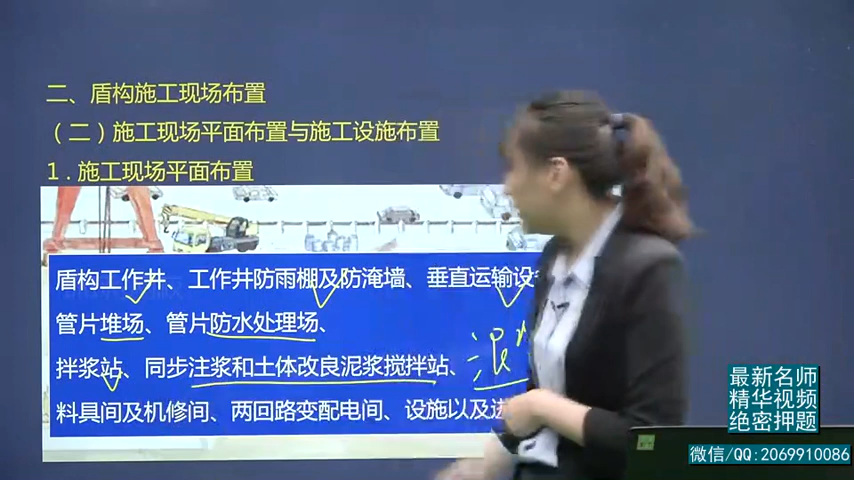 二、盾构施工现场布置
（二）施工现场平面布置与施工设施布置
1.施工现场平面布置
盾构工作井、工作井防雨棚及防淹墙、垂直运输设
管片堆场、管片防水处理场、
拌浆站、同步注浆和土体改良泥浆搅拌站、
料具间及机修间、两回路变配电间、设施以及进
最新名师
精华视频
绝密押题
微信/QQ:2069910086